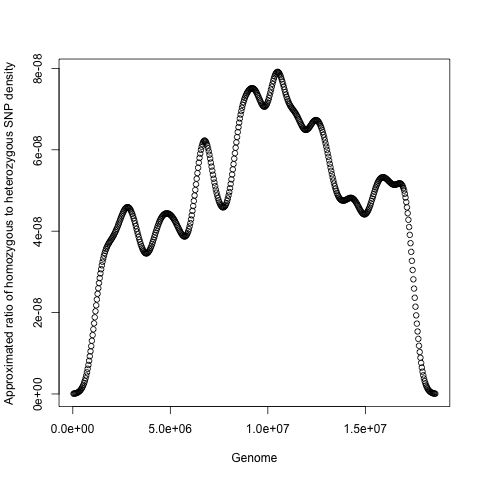 Approximated ratio of homozygous to heterozygous SNP density
8e-08
6e-08
4e-08
2e-08
0e+00
0.0e+00 5.0e+06 1.0e+07 1.5e+07
Genome